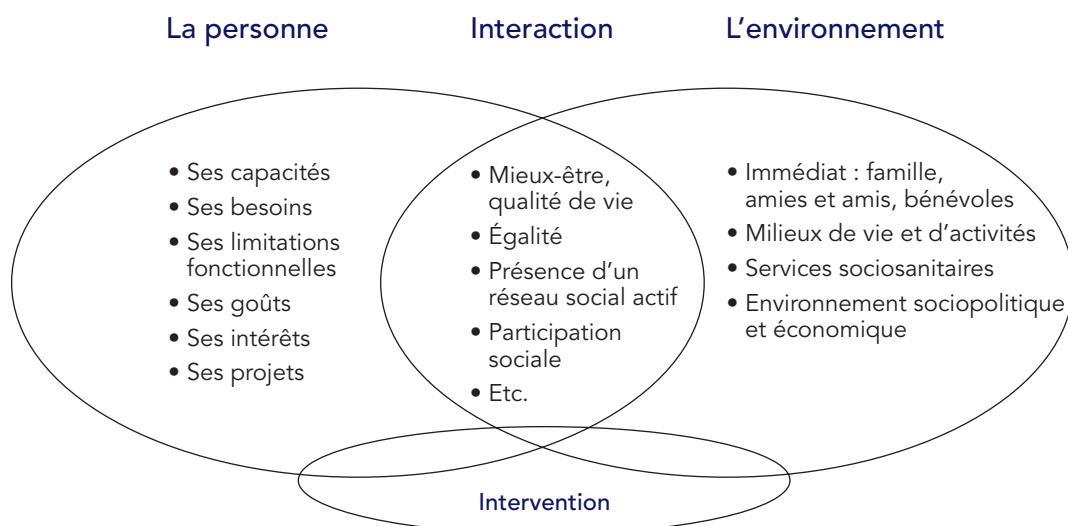 La personne
Interaction
L'environnement
• Ses capacités
• Ses besoins
• Ses limitations
fonctionnelles
• Ses goûts
• Ses intérêts
• Ses projets
• Mieux-être,
qualité de vie
• Égalité
• Présence d'un
réseau social actif
• Participation
sociale
• Etc.
• Immédiat : famille,
amies et amis, bénévoles
• Milieux de vie et d'activités
• Services sociosanitaires
• Environnement sociopolitique
et économique
Intervention